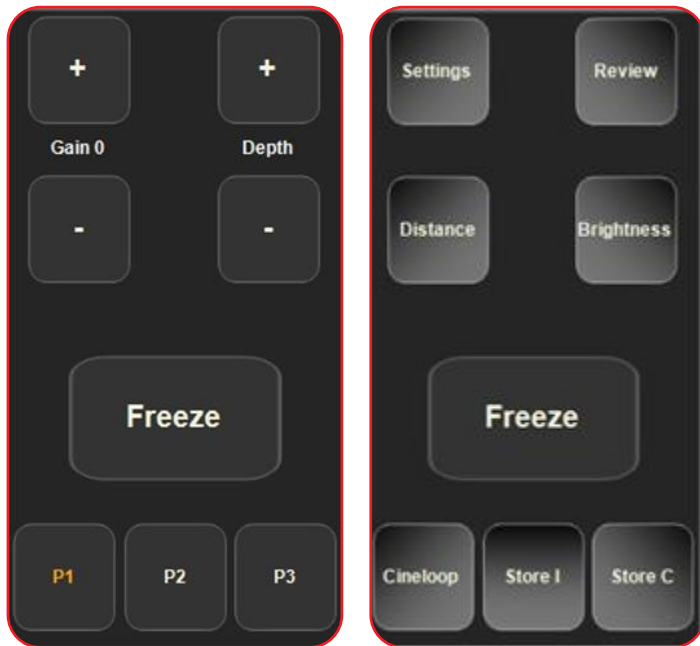 + +
Gain 0 Depth
- -
Freeze
P1 P2 P3
Settings Review
Distance Brightness
Freeze
Cineloop Store I Store C